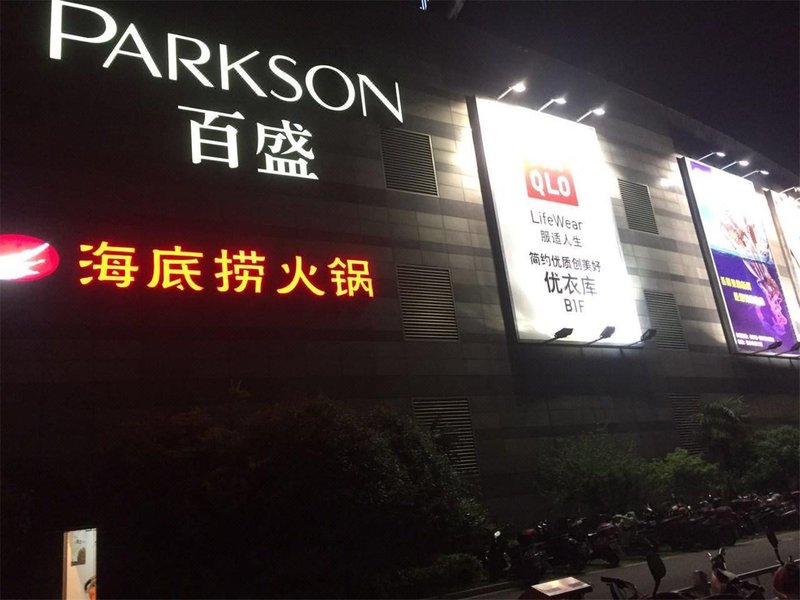 PARKSON
百盛
海底捞火锅
QLO
LifeWear
服适人生
简约优质创美好
优衣库
B1F